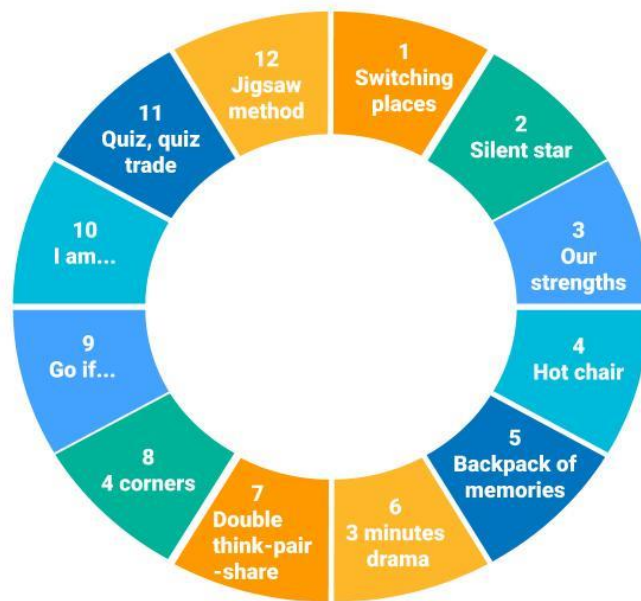 1
Switching
places
2
Silent star
3
Our
strengths
4
Hot chair
5
Backpack of
memories
6
3 minutes
drama
7
Double
think-pair
-share
8
4 corners
9
Go if...
10
I am...
11
Quiz, quiz
trade
12
Jigsaw
method